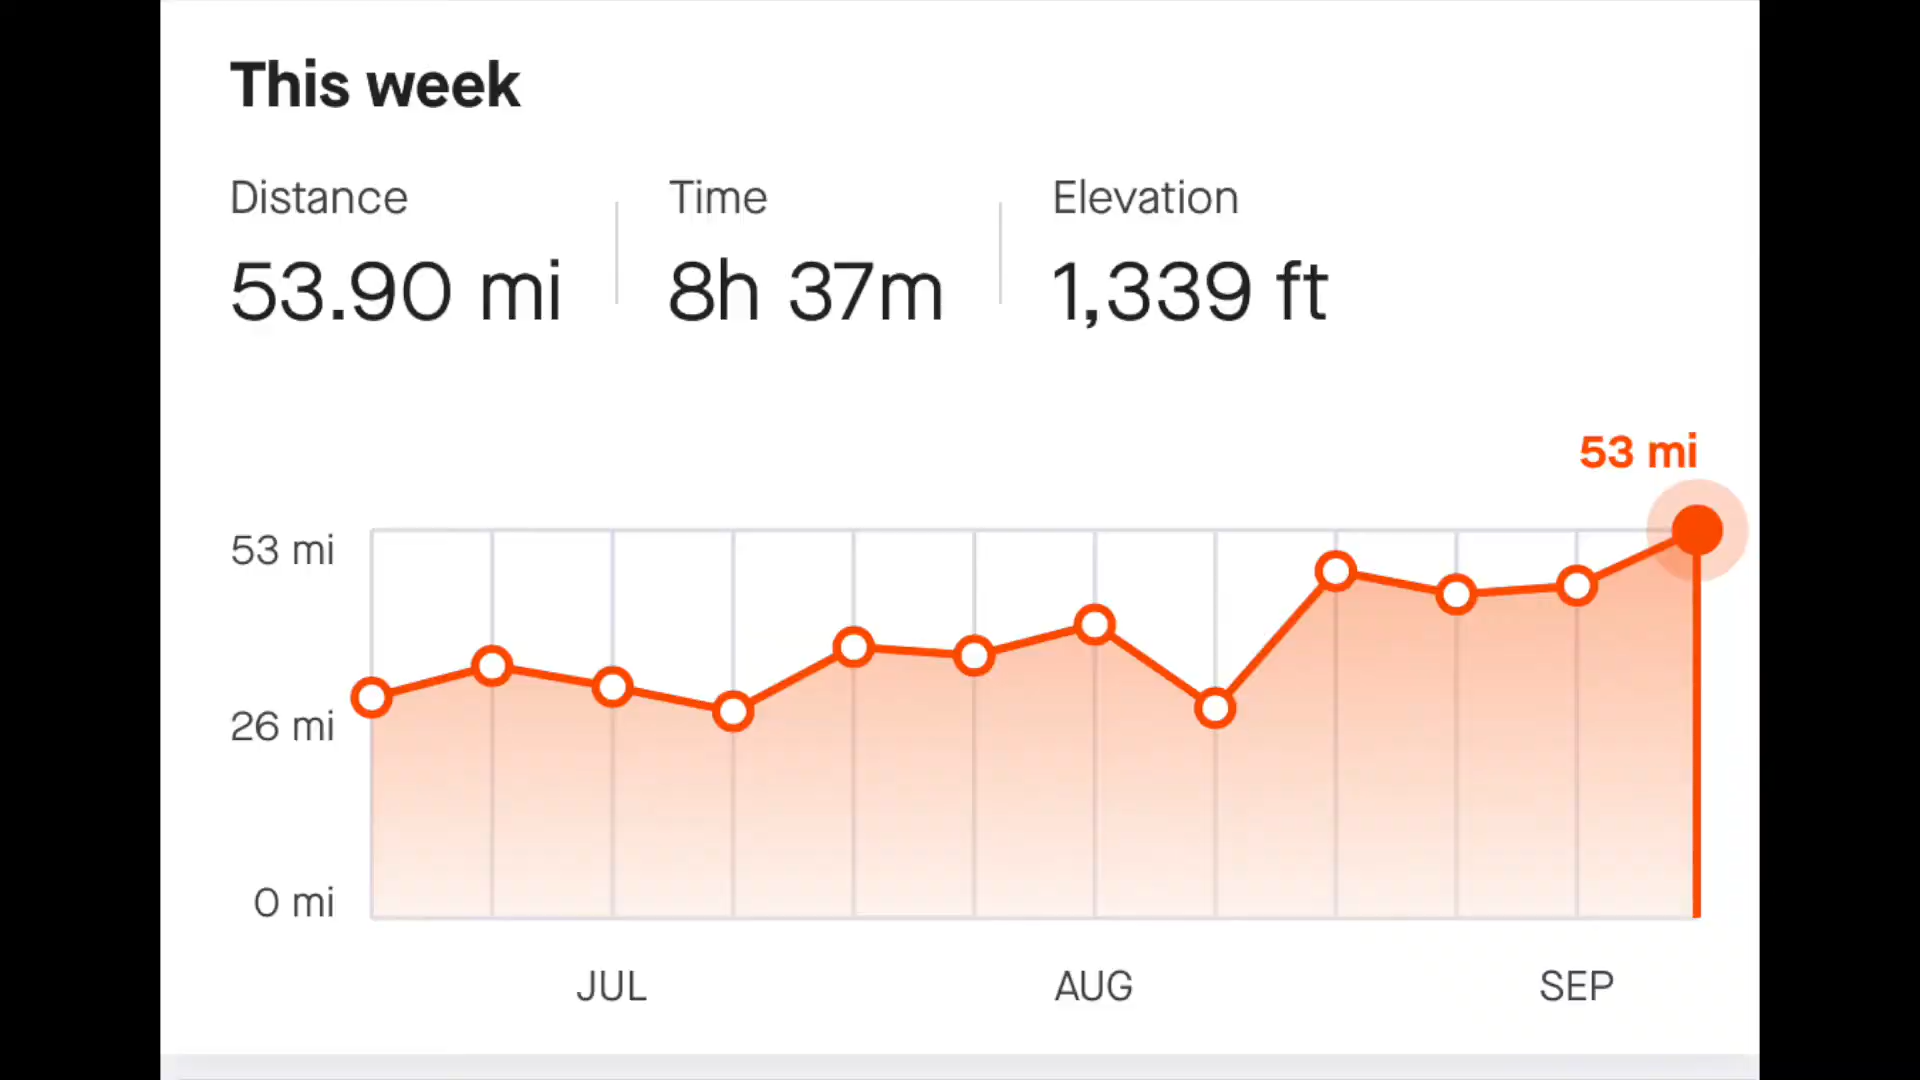 This week
Distance Time Elevation
53.90 mi 8h 37m 1,339 ft
53 mi
53 mi
26 mi
0 mi
JUL AUG SEP